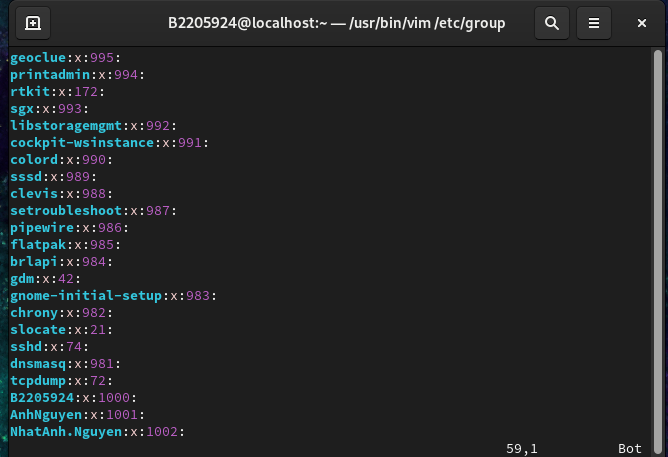 B2205924@localhost:~ — /usr/bin/vim /etc/group
geoclue:x:995:
printadmin:x:994:
rtkit:x:172:
sgx:x:993:
libstoragemgmt:x:992:
cockpit-wsinstance:x:991:
colord:x:990:
sssd:x:989:
clevis:x:988:
setroubleshoot:x:987:
pipewire:x:986:
flatpak:x:985:
brlapi:x:984:
gdm:x:42:
gnome-initial-setup:x:983:
chrony:x:982:
slocate:x:21:
sshd:x:74:
dnsmasq:x:981:
tcpdump:x:72:
B2205924:x:1000:
AnhNguyen:x:1001:
NhatAnh.Nguyen:x:1002:
59,1 Bot